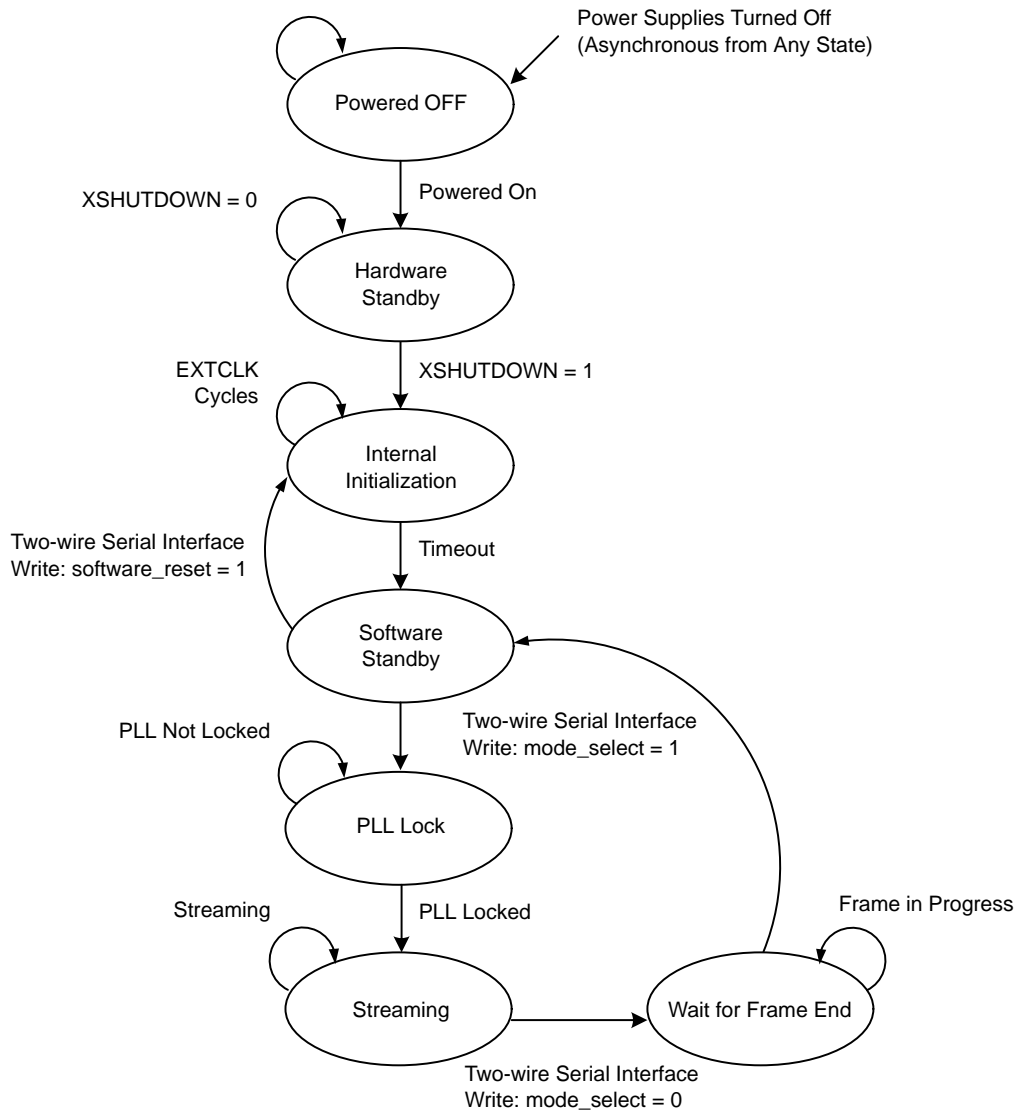 Power Supplies Turned Off
(Asynchronous from Any State)
Powered OFF
Powered On
XSHUTDOWN = 0
Hardware
Standby
XSHUTDOWN = 1
EXTCLK
Cycles
Internal
Initialization
Two-wire Serial Interface
Write: software_reset = 1
Timeout
Software
Standby
Two-wire Serial Interface
Write: mode_select = 1
PLL Not Locked
PLL Lock
PLL Locked
Streaming
Frame in Progress
Streaming
Wait for Frame End
Two-wire Serial Interface
Write: mode_select = 0